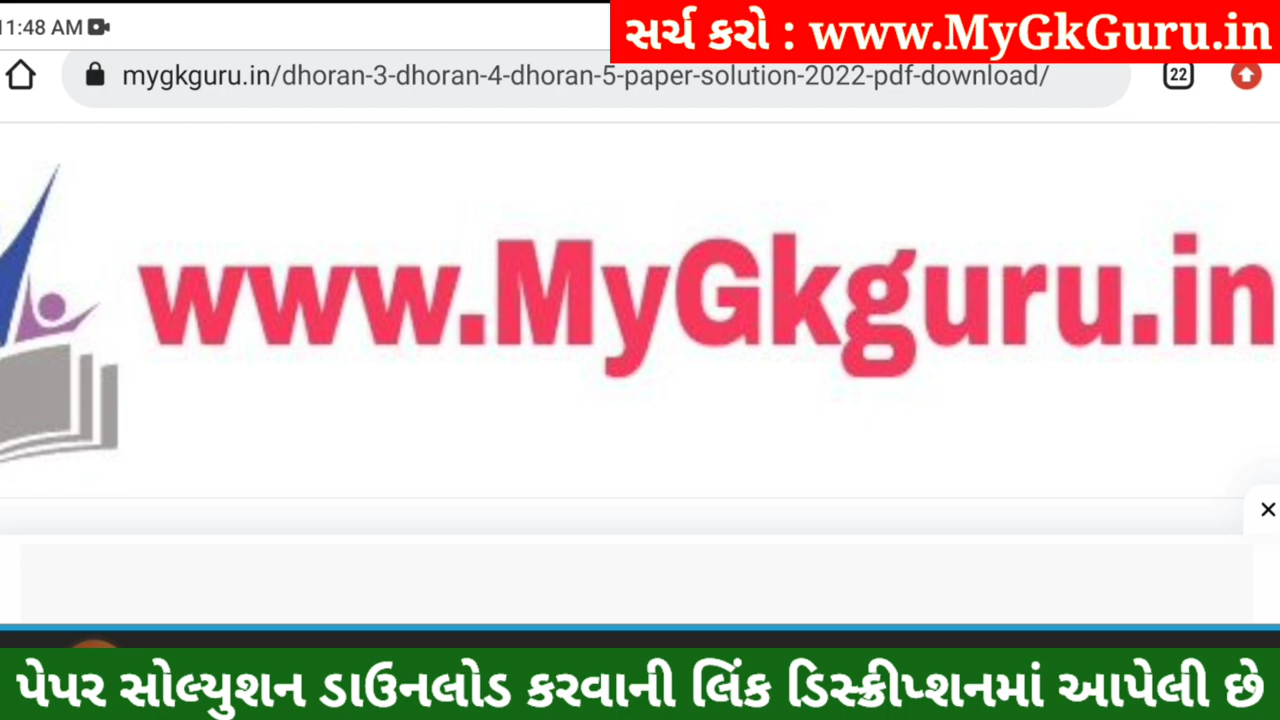 11:48 AM
સર્ચ કરો : www.MyGkGuru.in
mygkguru.in/dhoran-3-dhoran-4-dhoran-5-paper-solution-2022-pdf-download/
22
www.MyGkguru.in
પેપર સોલ્યુશન ડાઉનલોડ કરવાની લિંક ડિસ્ક્રીપ્શનમાં આપેલી છે